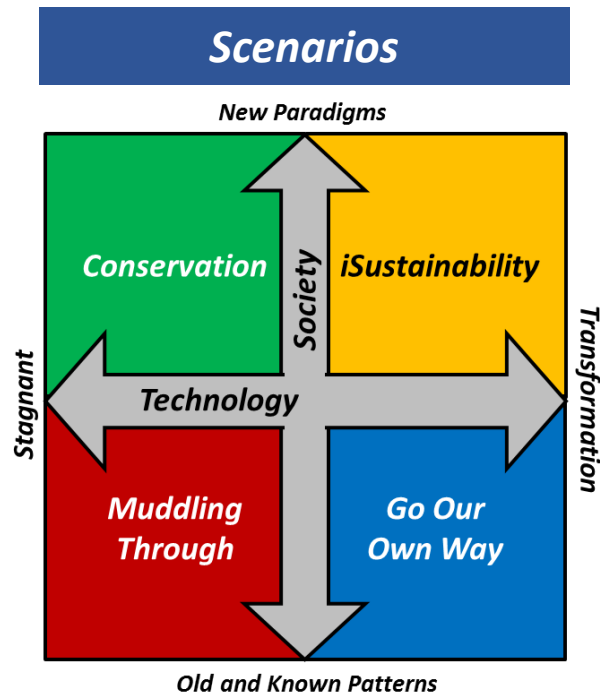 Scenarios
New Paradigms
Conservation
Society
iSustainability
Stagnant
Technology
Transformation
Muddling
Through
Go Our
Own Way
Old and Known Patterns